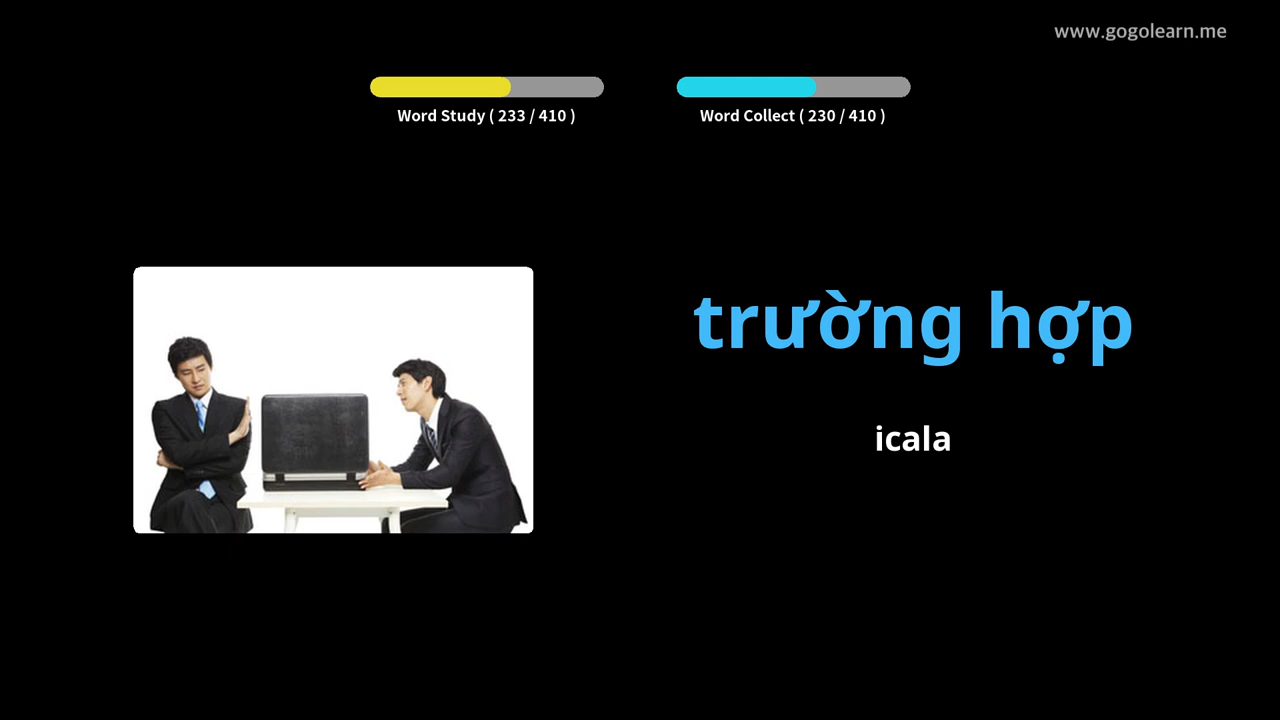 www.gogolearn.me
Word Study ( 233 / 410 )
Word Collect ( 230 / 410 )
trường hợp
icala